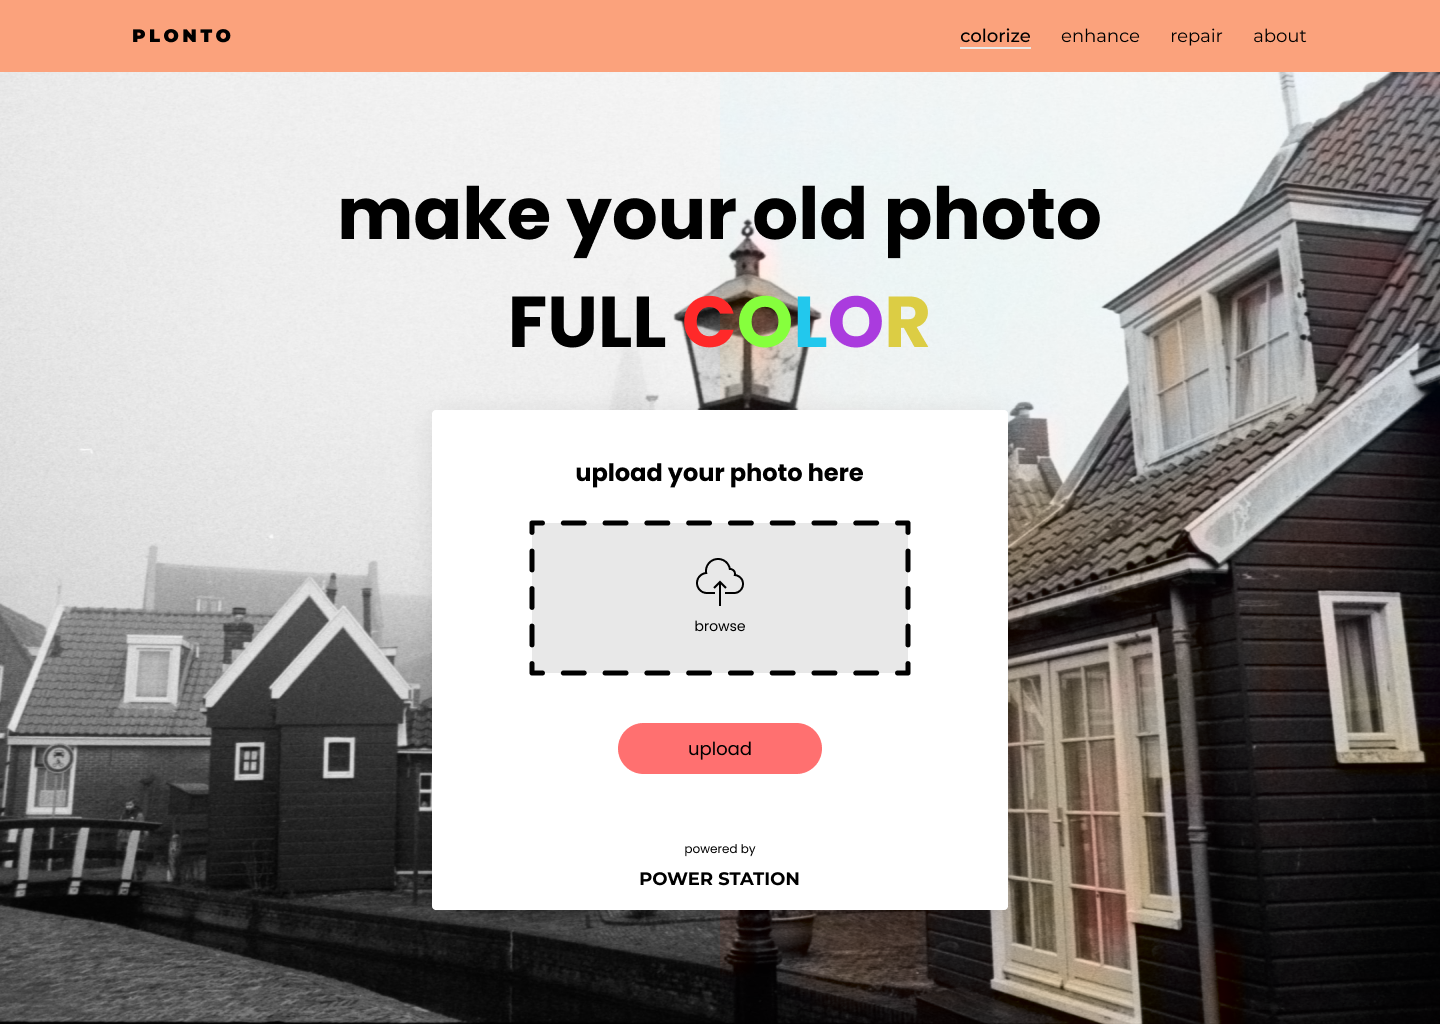 PLONTO
colorize enhance repair about
make your old photo
FULL COLOR
upload your photo here
browse
upload
powered by
POWER STATION